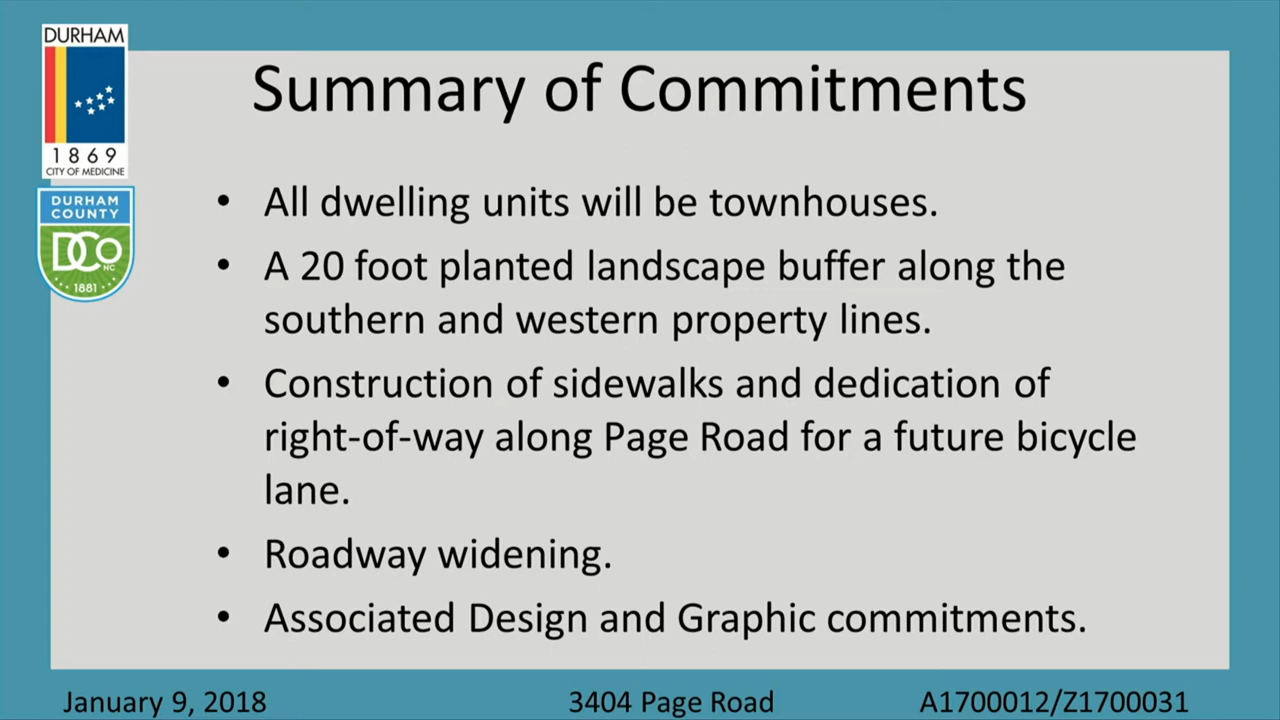 DURHAM
1869
CITY OF MEDICINE
DURHAM
COUNTY
DCo
NC
1881
Summary of Commitments
• All dwelling units will be townhouses.
• A 20 foot planted landscape buffer along the
southern and western property lines.
• Construction of sidewalks and dedication of
right-of-way along Page Road for a future bicycle
lane.
• Roadway widening.
• Associated Design and Graphic commitments.
January 9, 2018 3404 Page Road A1700012/Z1700031